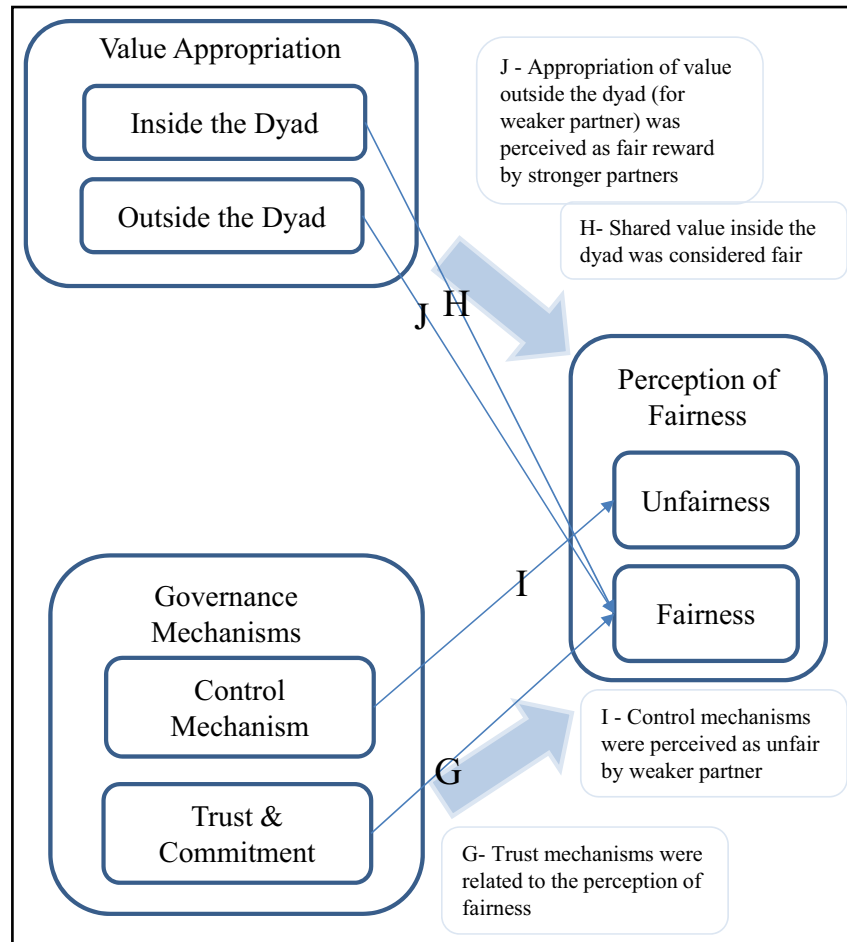 Value Appropriation
Inside the Dyad
Outside the Dyad
J - Appropriation of value
outside the dyad (for
weaker partner) was
perceived as fair reward
by stronger partners
H- Shared value inside the
dyad was considered fair
H
J
Perception of
Fairness
Unfairness
Fairness
Governance
Mechanisms
Control
Mechanism
Trust &
Commitment
I
G
I - Control mechanisms
were perceived as unfair
by weaker partner
G- Trust mechanisms were
related to the perception of
fairness